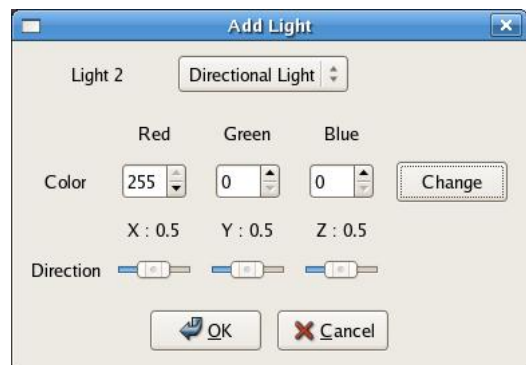 Add Light
Light 2 Directional Light
Red Green Blue
Color 255 0 0 Change
X : 0.5 Y : 0.5 Z : 0.5
Direction
OK Cancel